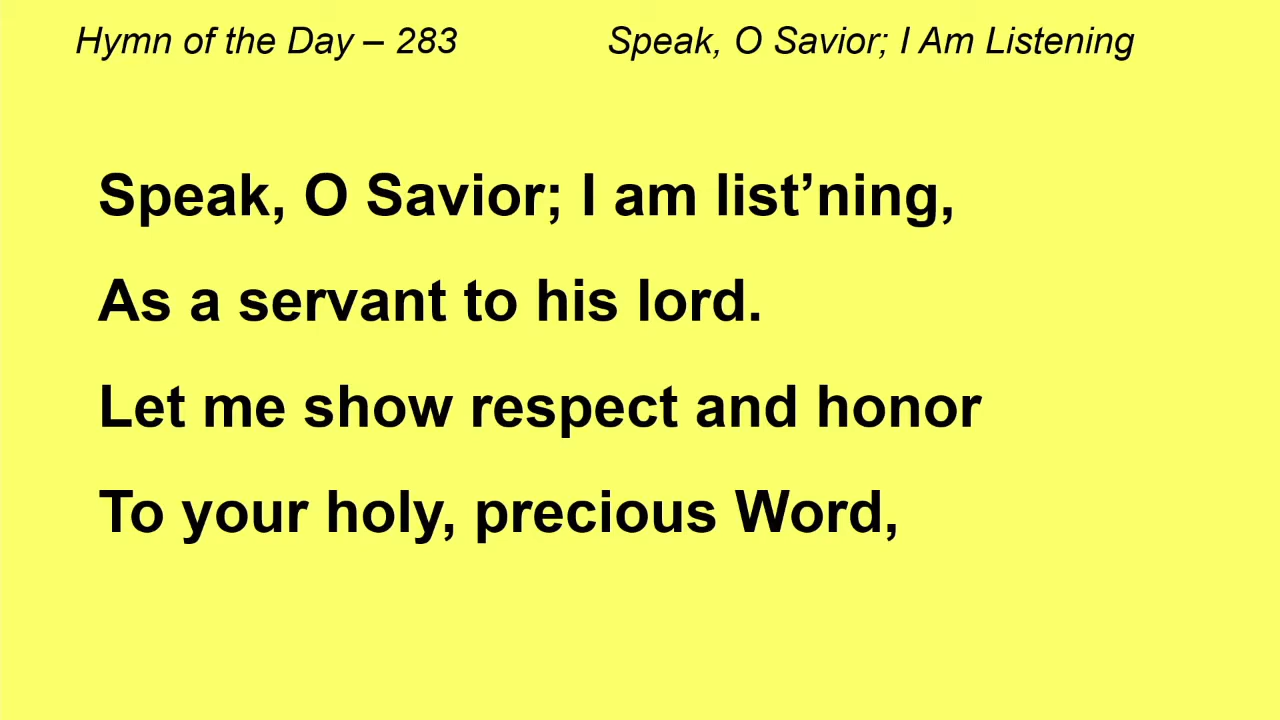 Hymn of the Day – 283 Speak, O Savior; I Am Listening
Speak, O Savior; I am list’ning,
As a servant to his lord.
Let me show respect and honor
To your holy, precious Word,